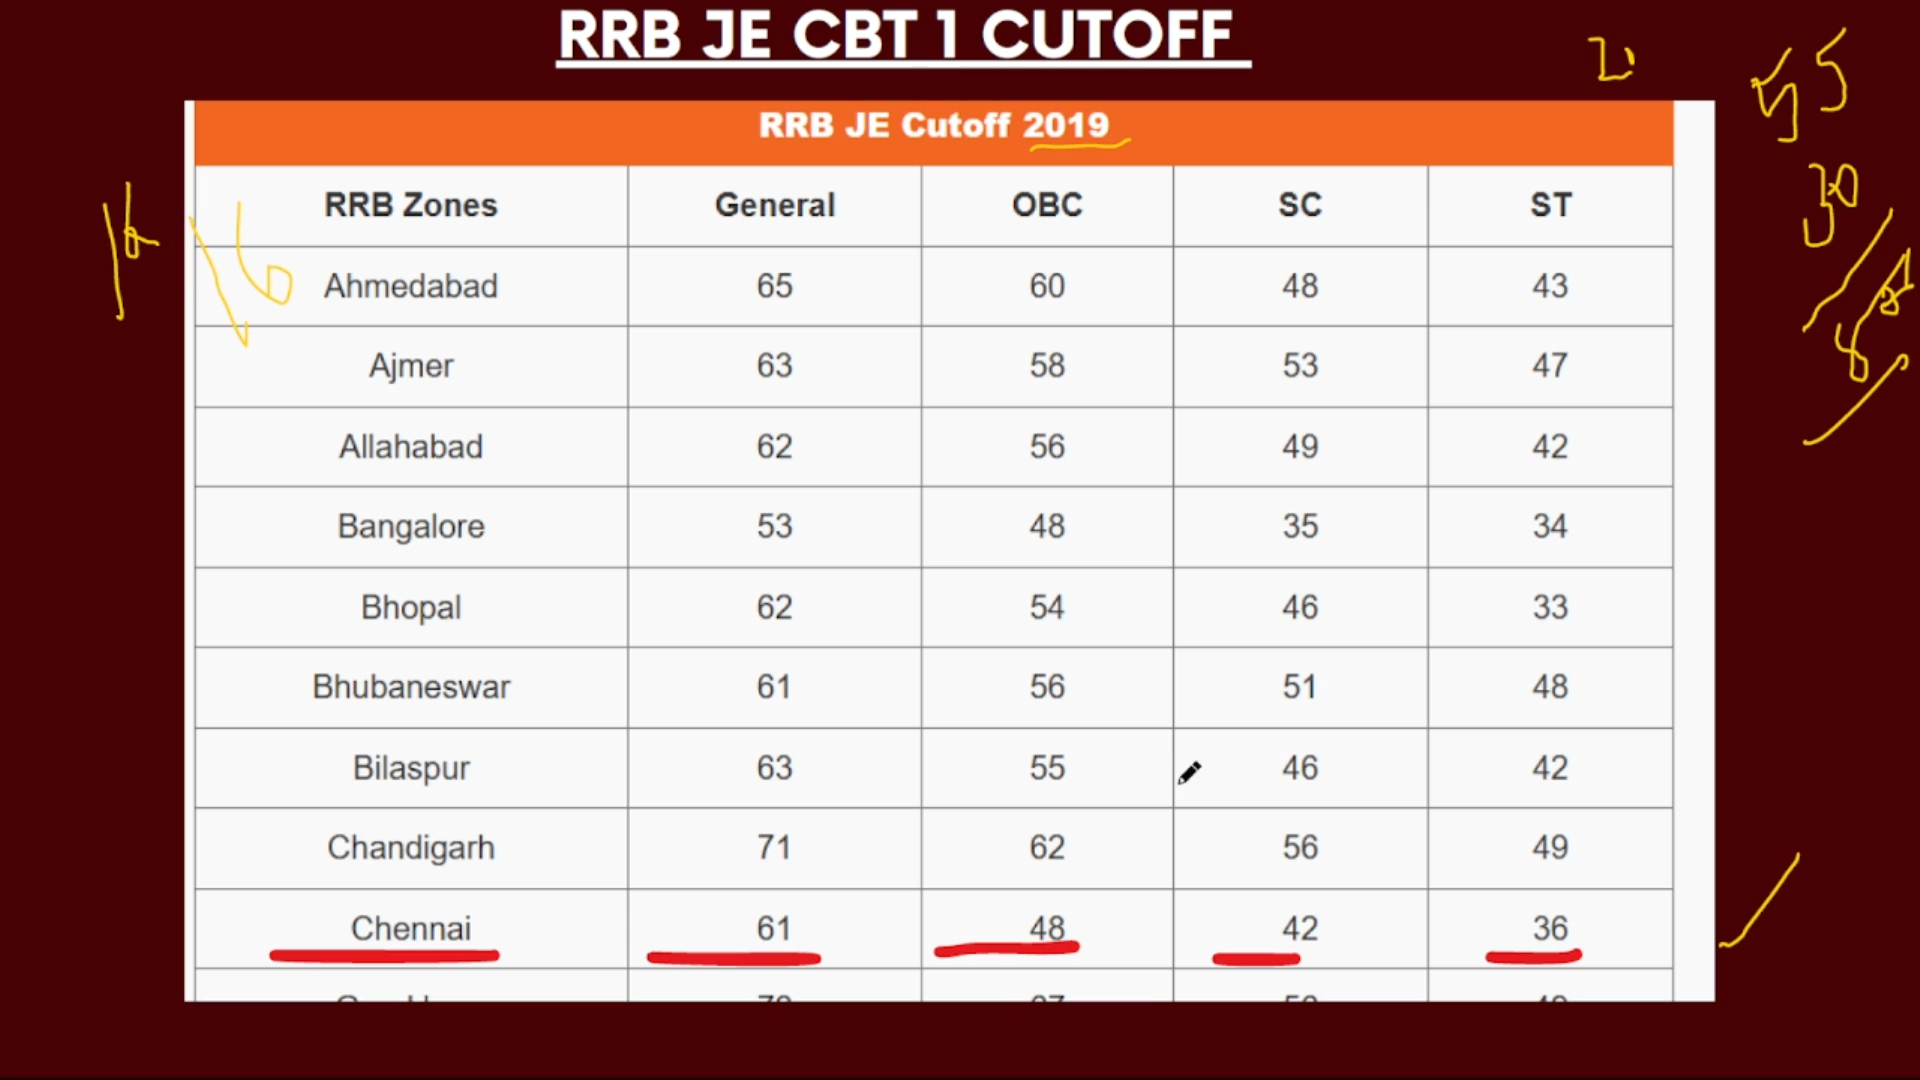 RRB JE CBT 1 CUTOFF
RRB JE Cutoff 2019
RRB Zones General OBC SC ST
Ahmedabad 65 60 48 43
Ajmer 63 58 53 47
Allahabad 62 56 49 42
Bangalore 53 48 35 34
Bhopal 62 54 46 33
Bhubaneswar 61 56 51 48
Bilaspur 63 55 46 42
Chandigarh 71 62 56 49
Chennai 61 48 42 36